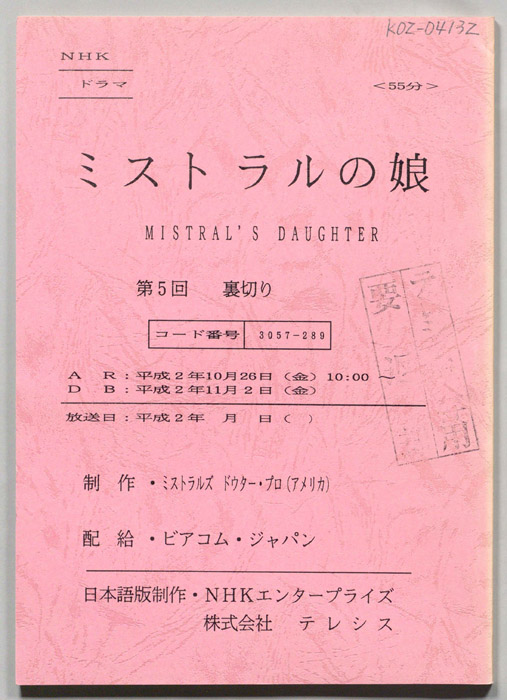 KOZ-04132
NHK
ドラマ
<55分>
ミストラルの娘
MISTRAL'S DAUGHTER
第5回 裏切り
コード番号 3057-289
AR:平成2年10月26日(金)10:00~
DB:平成2年11月2日(金)
放送日:平成2年 月 日( )
制作・ミストラルズ ドウター・プロ(アメリカ)
配給・ビアコム・ジャパン
日本語版制作・NHKエンタープライズ
株式会社 テレシス
要
用